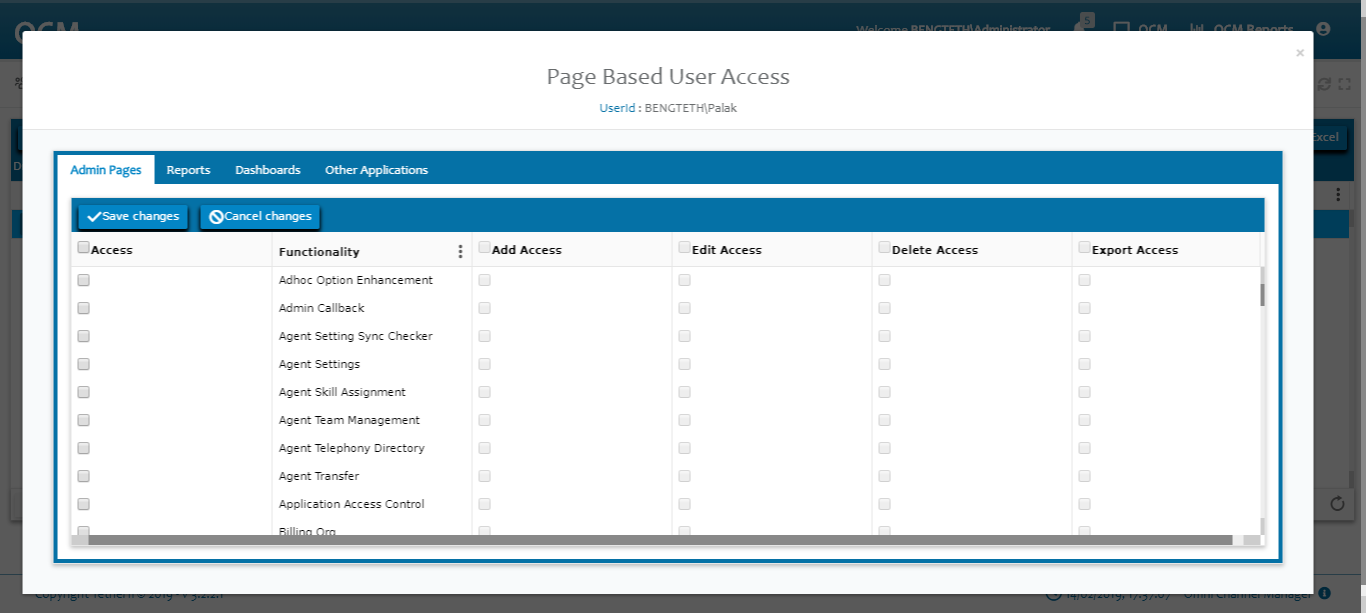 OCM
Welcome BENGTETH\Administrator 5 OCM OCM Reports
×
Page Based User Access
UserId : BENGTETH\Palak
Excel
Admin Pages Reports Dashboards Other Applications
Save changes Cancel changes
Access Functionality Add Access Edit Access Delete Access Export Access
Adhoc Option Enhancement
Admin Callback
Agent Setting Sync Checker
Agent Settings
Agent Skill Assignment
Agent Team Management
Agent Telephony Directory
Agent Transfer
Application Access Control
Billing Org
Copyright Tetherfi © 2019 - V 3.2.2.1 14/02/2019, 17:37:07 Omni Channel Manager